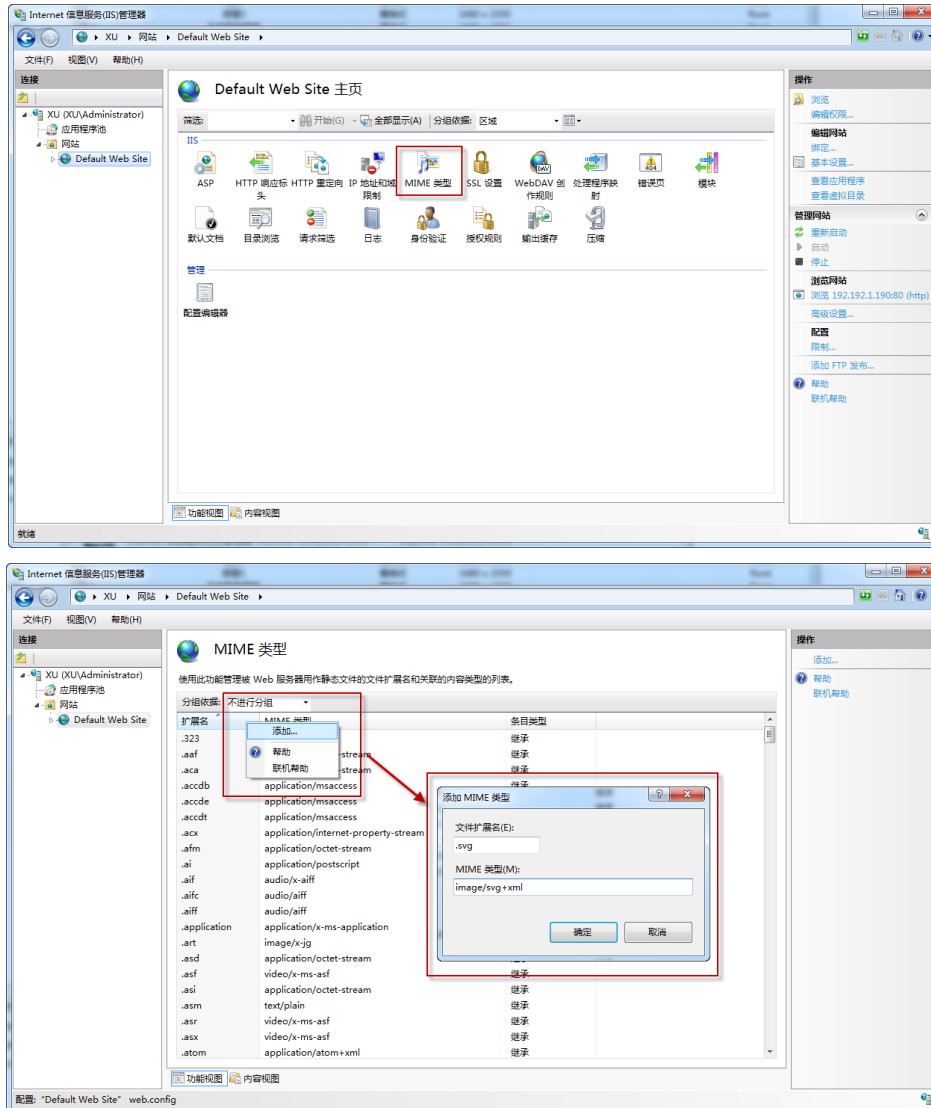 Internet 信息服务(IIS)管理器
XU 网站 Default Web Site
文件(F) 视图(V) 帮助(H)
连接
XU (XU\Administrator)
应用程序池
网站
Default Web Site
Default Web Site 主页
筛选: 开始(G) 全部显示(A) 分组依据: 区域
IIS
ASP
HTTP 响应标头
HTTP 重定向
IP 地址和域限制
MIME 类型
SSL 设置
WebDAV 创作规则
处理程序映射
错误页
模块
默认文档
目录浏览
请求筛选
日志
身份验证
授权规则
输出缓存
压缩
管理
配置编辑器
功能视图 内容视图
操作
浏览
编辑权限...
编辑网站
绑定...
基本设置...
查看应用程序
查看虚拟目录
管理网站
重新启动
启动
停止
浏览网站
浏览 192.192.1.190:80 (http)
高级设置...
配置
限制...
添加 FTP 发布...
帮助
联机帮助
就绪
Internet 信息服务(IIS)管理器
XU 网站 Default Web Site
文件(F) 视图(V) 帮助(H)
连接
XU (XU\Administrator)
应用程序池
网站
Default Web Site
MIME 类型
使用此功能管理被 Web 服务器用作静态文件的文件扩展名和关联的内容类型的列表。
分组依据: 不进行分组
扩展名 MIME 类型 条目类型
添加...
帮助
联机帮助
.323 继承
.aaf -stream 继承
.aca -stream 继承
.accdb application/msaccess 继承
.accde application/msaccess
.accdt application/msaccess
.acx application/internet-property-stream
.afm application/octet-stream
.ai application/postscript
.aif audio/x-aiff
.aifc audio/aiff
.aiff audio/aiff
.application application/x-ms-application
.art image/x-jg
.asd application/octet-stream
.asf video/x-ms-asf 继承
.asi application/octet-stream 继承
.asm text/plain 继承
.asr video/x-ms-asf 继承
.asx video/x-ms-asf 继承
.atom application/atom+xml 继承
添加 MIME 类型
文件扩展名(E):
.svg
MIME 类型(M):
image/svg+xml
确定 取消
功能视图 内容视图
操作
添加...
帮助
联机帮助
配置: "Default Web Site" web.config